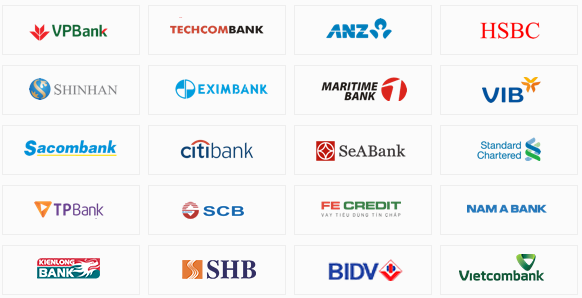 VPBank
TECHCOMBANK
ANZ
HSBC
SHINHAN
EXIMBANK
MARITIME
BANK
VIB
Sacombank
citibank
SeABank
Standard
Chartered
TPBank
SCB
FE CREDIT
VAY TIÊU DÙNG TÍN CHẤP
NAM A BANK
KIENLONG
BANK
SHB
BIDV
Vietcombank